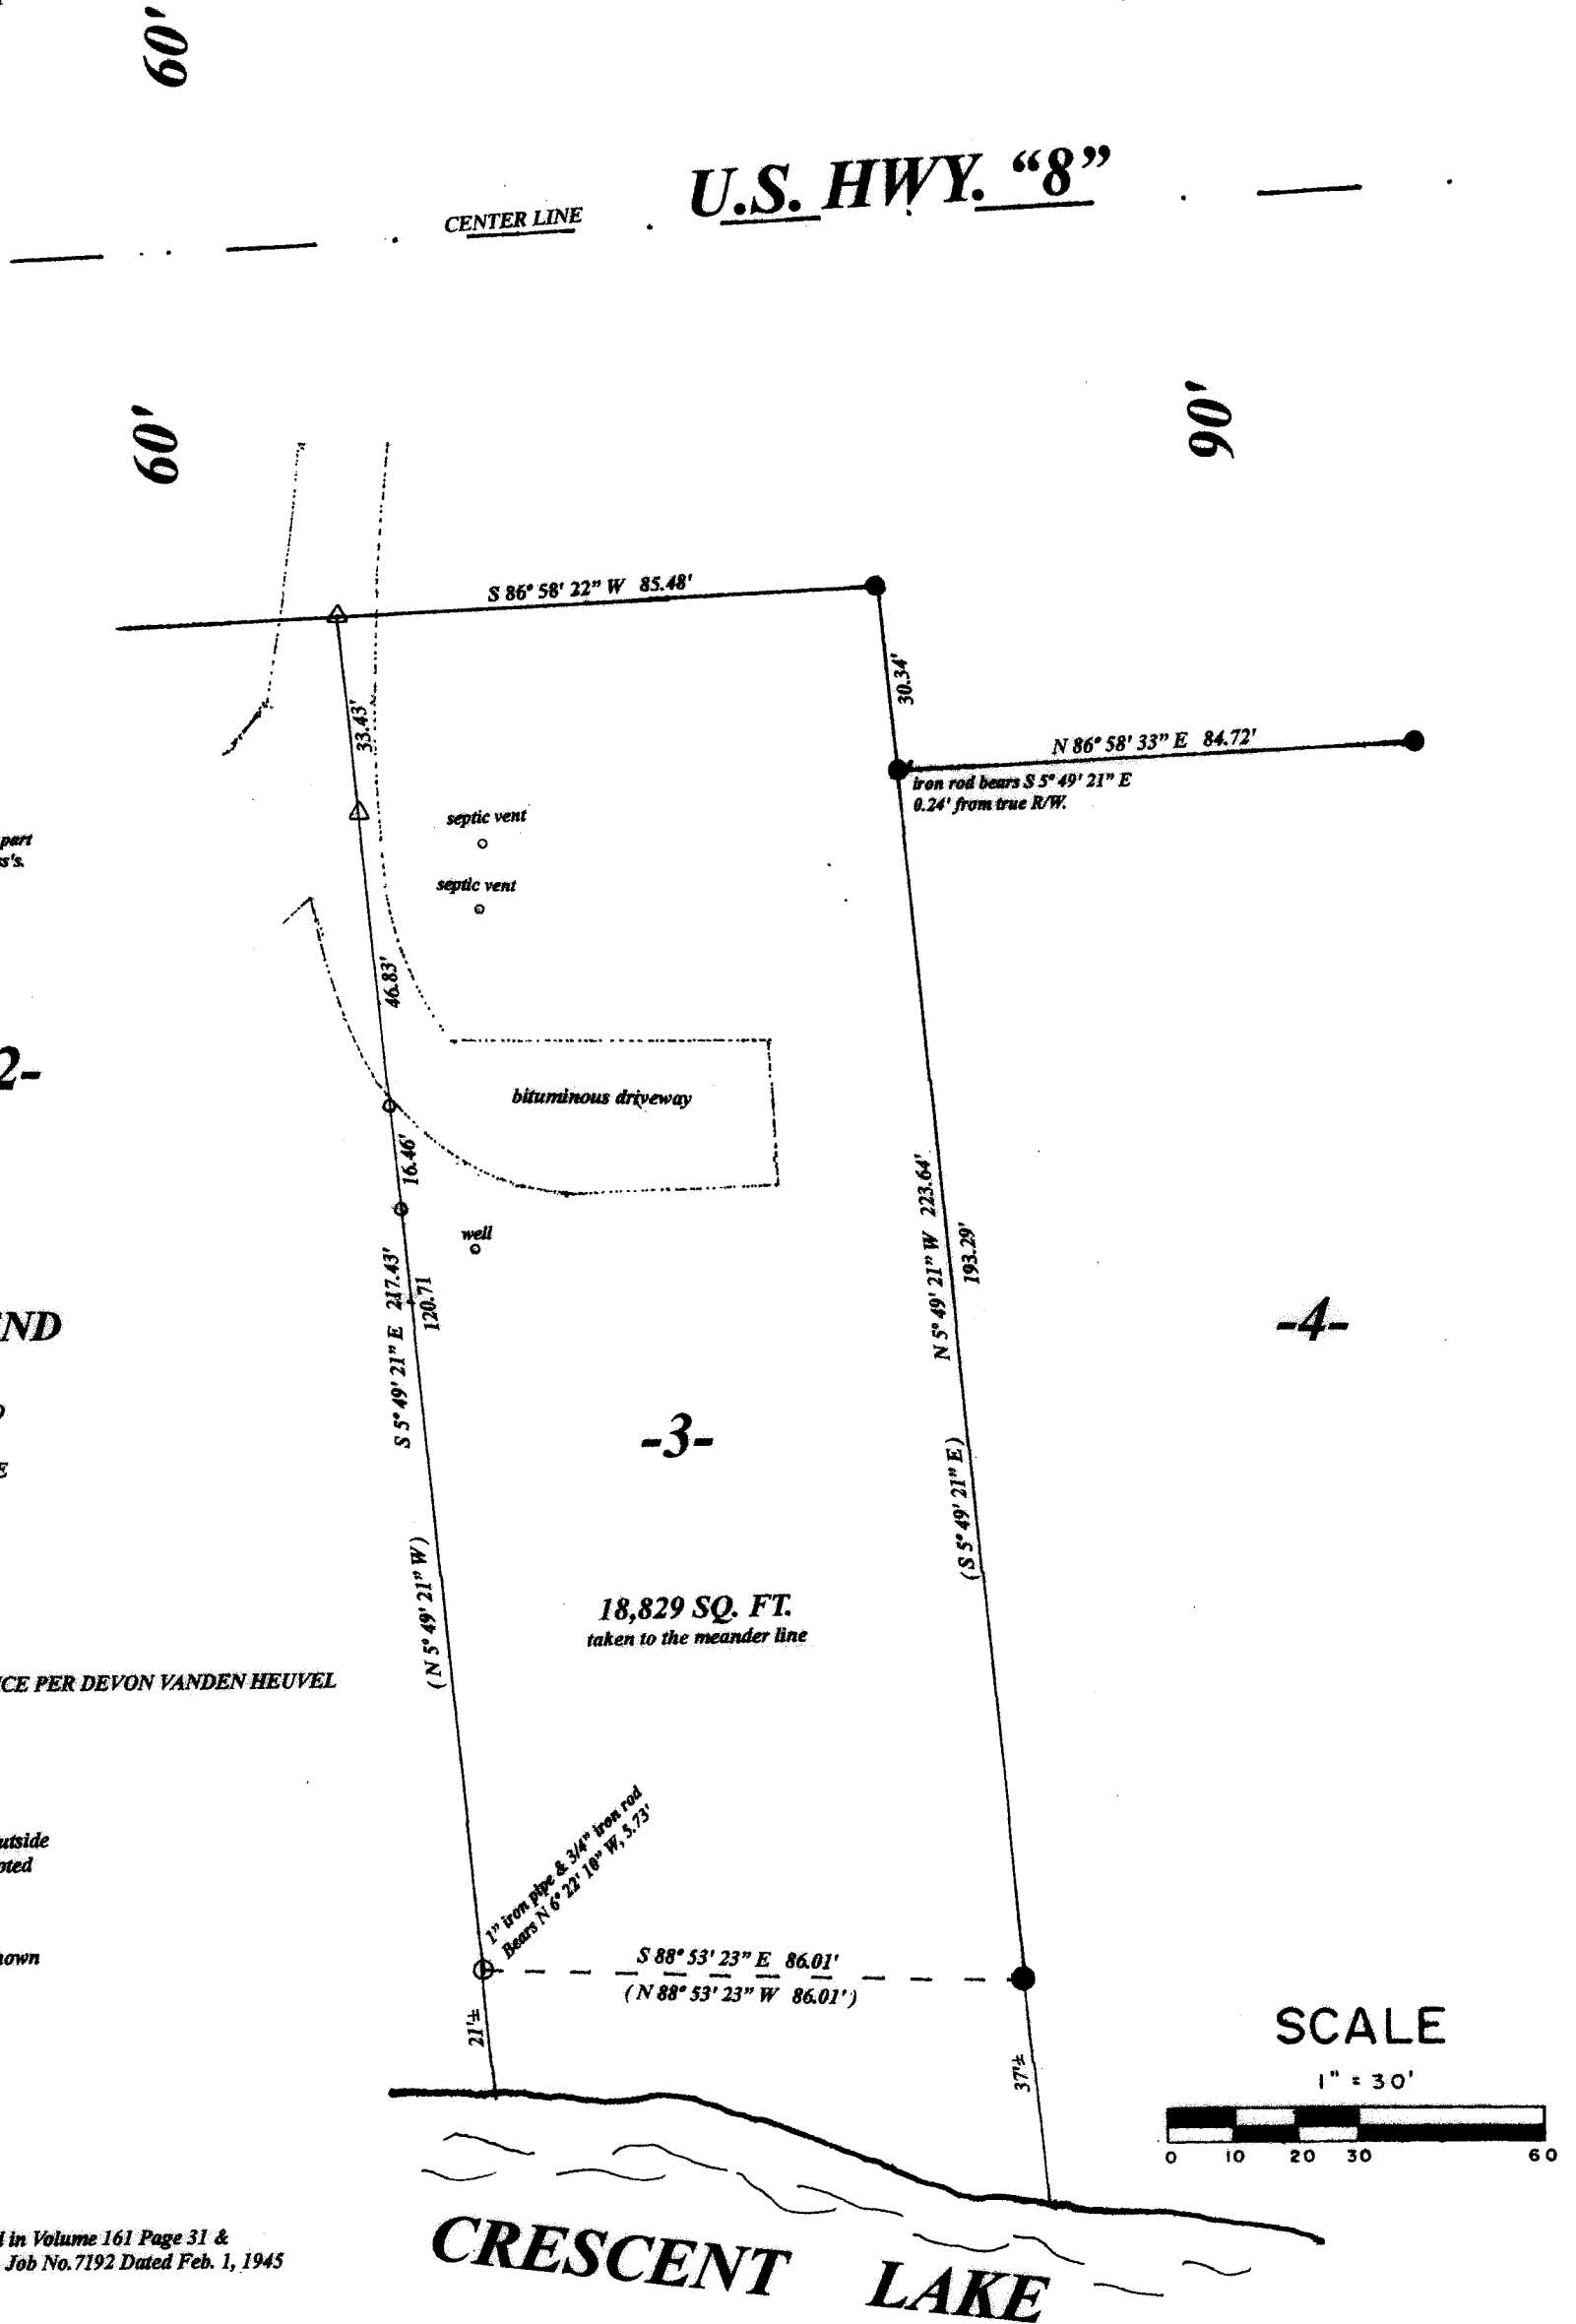 60'
U.S. HWY. “8”
CENTER LINE
60'
90'
S 86° 58' 22” W 85.48'
30.34'
33.43'
N 86° 58' 33” E 84.72'
iron rod bears S 5° 49' 21” E
0.24' from true R/W.
septic vent
part
ss's.
septic vent
46.83'
2-
bituminous driveway
16.46'
well
S 5° 49' 21” E 217.43'
120.71
N 5° 49' 21” W 223.64'
193.29'
END
-4-
-3-
E
(S 5° 49' 21” E)
(N 5° 49' 21” W)
18,829 SQ. FT.
taken to the meander line
CE PER DEVON VANDEN HEUVEL
1” iron pipe & 3/4” iron rod
Bears N 6° 22' 10” W, 5.73'
utside
oted
S 88° 53' 23” E 86.01'
(N 88° 53' 23” W 86.01')
hown
21'±
37'±
SCALE
1" = 30'
0 10 20 30 60
d in Volume 161 Page 31 &
Job No.7192 Dated Feb. 1, 1945
CRESCENT LAKE